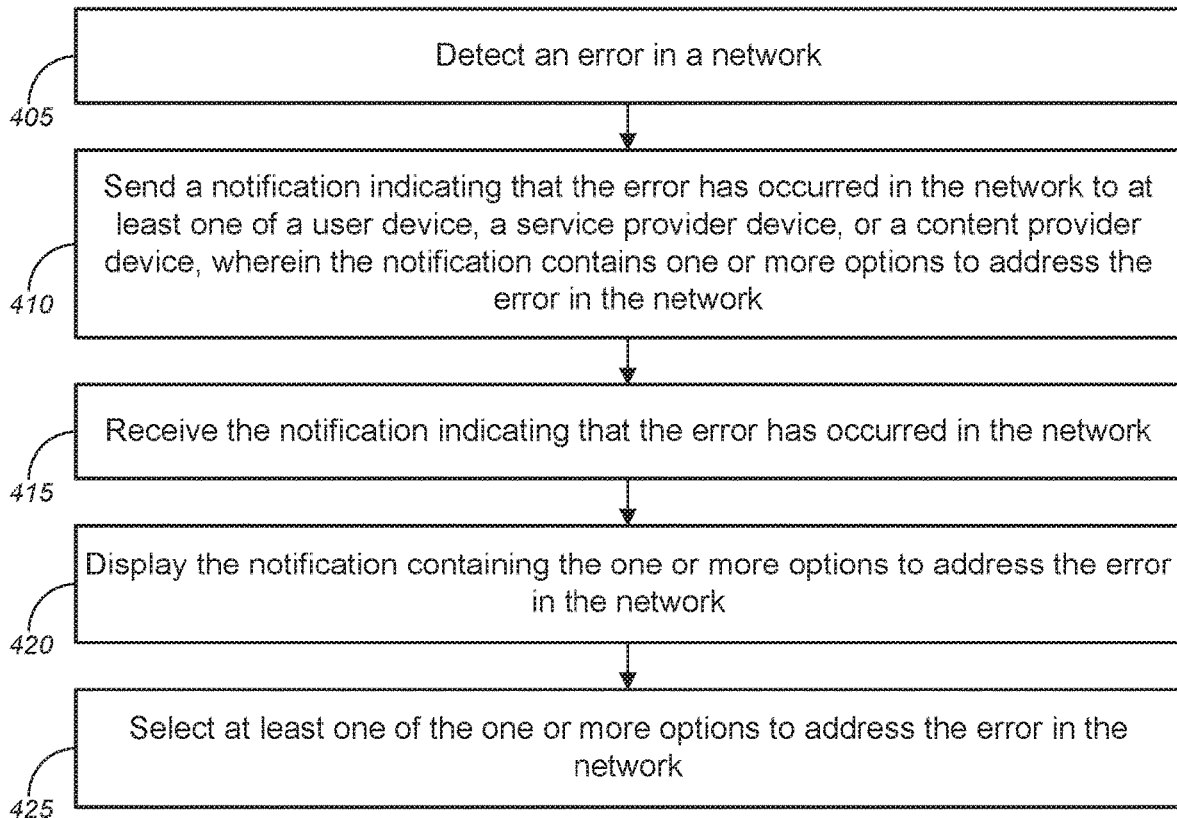 Detect an error in a network
405
Send a notification indicating that the error has occurred in the network to at
least one of a user device, a service provider device, or a content provider
device, wherein the notification contains one or more options to address the
error in the network
410
Receive the notification indicating that the error has occurred in the network
415
Display the notification containing the one or more options to address the error
in the network
420
Select at least one of the one or more options to address the error in the
network
425